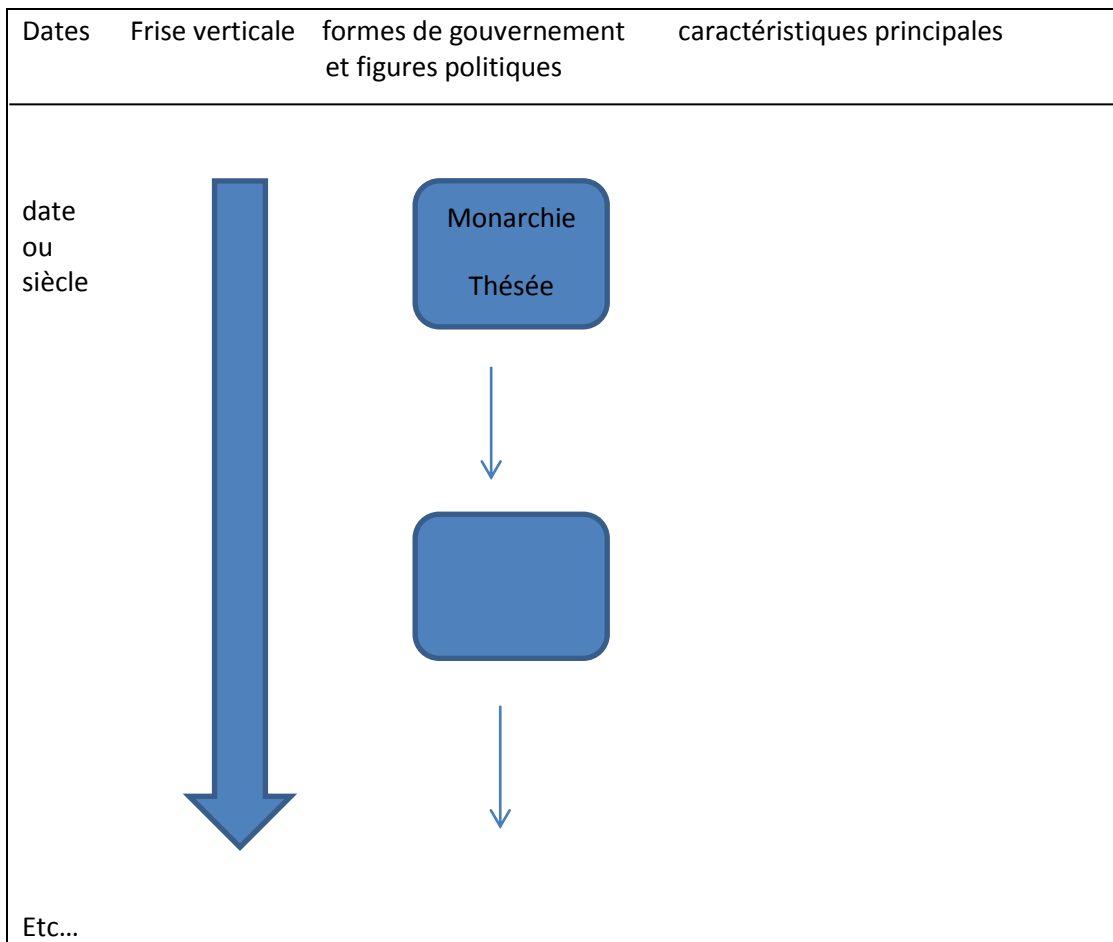 Dates Frise verticale formes de gouvernement caractéristiques principales
et figures politiques
date
ou
siècle
Monarchie
Thésée
Etc...